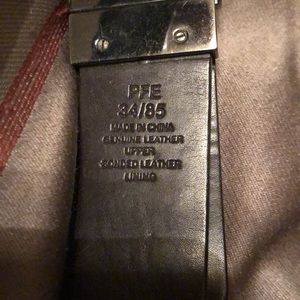 PFE
34/85
MADE IN CHINA
GENUINE LEATHER
UPPER
BONDED LEATHER
LINING